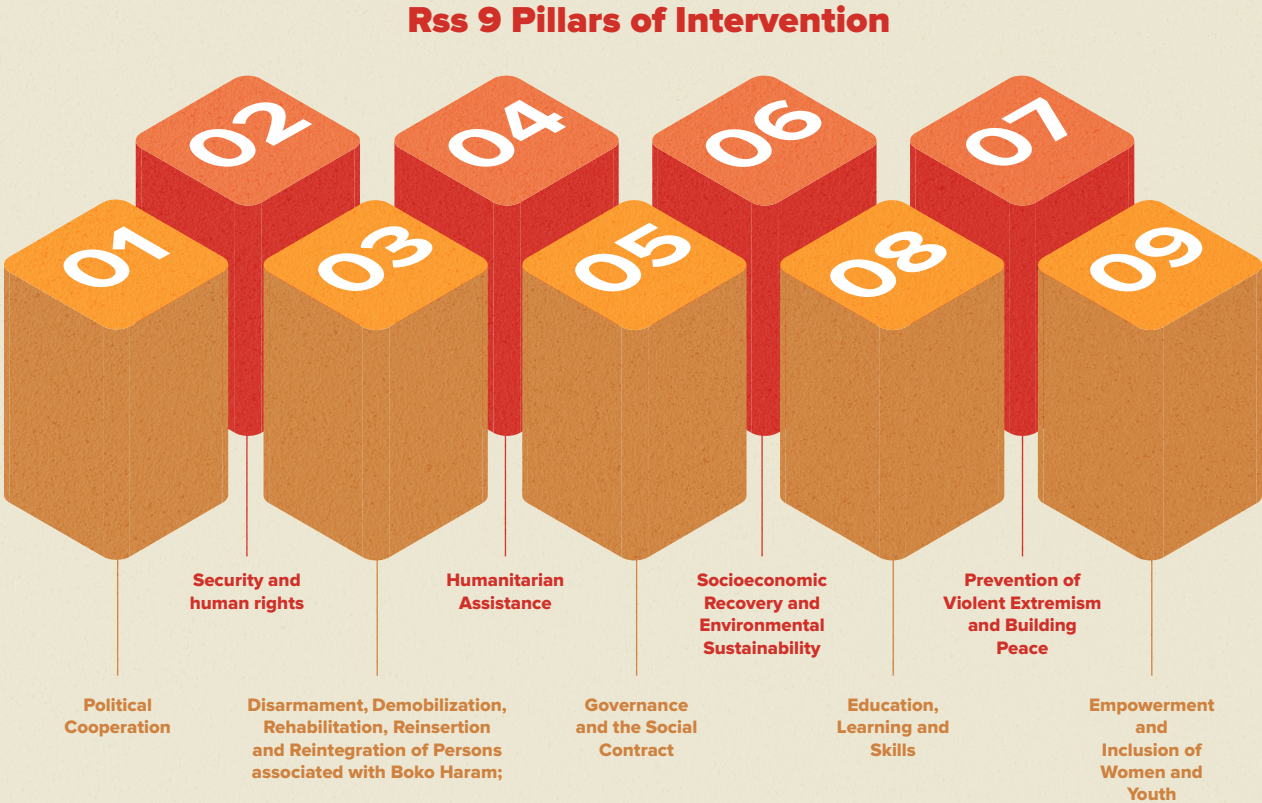 Rss 9 Pillars of Intervention
02
04
06
07
01
03
05
08
09
Security and
human rights
Humanitarian
Assistance
Socioeconomic
Recovery and
Environmental
Sustainability
Prevention of
Violent Extremism
and Building
Peace
Political
Cooperation
Disarmament, Demobilization,
Rehabilitation, Reinsertion
and Reintegration of Persons
associated with Boko Haram;
Governance
and the Social
Contract
Education,
Learning and
Skills
Empowerment
and
Inclusion of
Women and
Youth